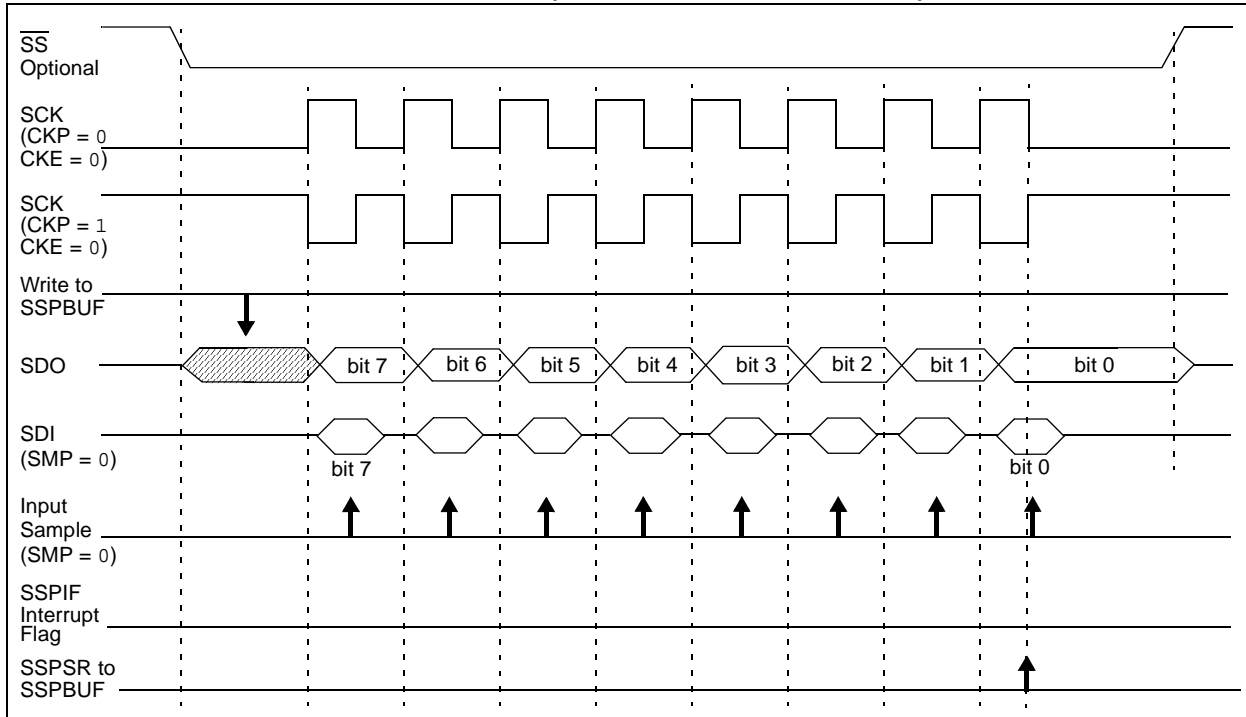 SS
Optional
SCK
(CKP = 0
CKE = 0)
SCK
(CKP = 1
CKE = 0)
Write to
SSPBUF
SDO
bit 7 bit 6 bit 5 bit 4 bit 3 bit 2 bit 1 bit 0
SDI
(SMP = 0)
bit 7 bit 0
Input
Sample
(SMP = 0)
SSPIF
Interrupt
Flag
SSPSR to
SSPBUF